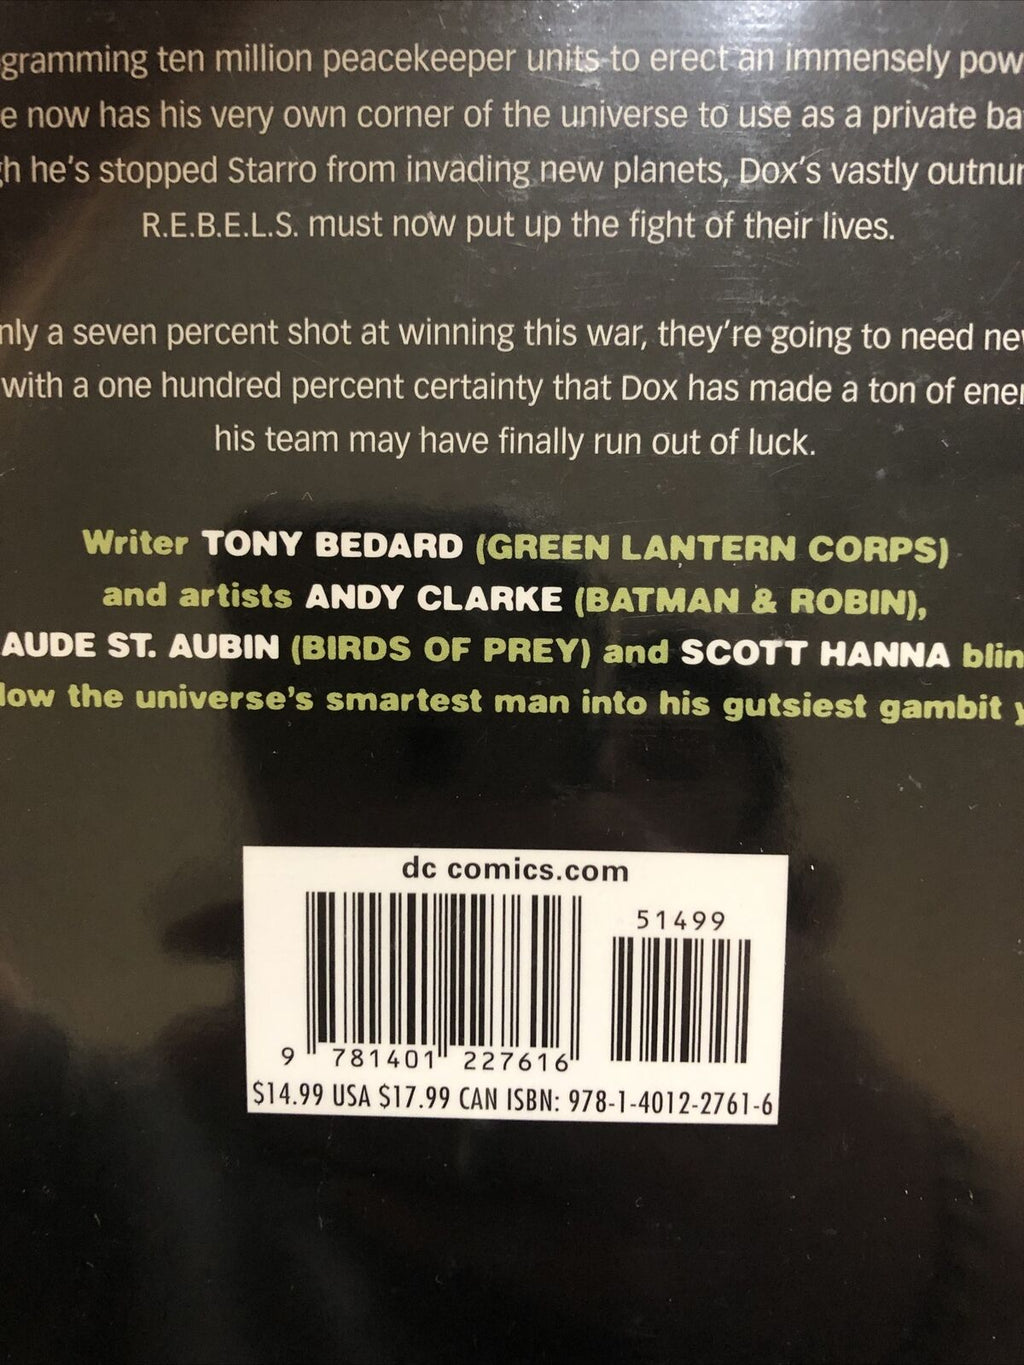 gramming ten million peacekeeper units to erect an immensely pow
e now has his very own corner of the universe to use as a private ba
h he's stopped Starro from invading new planets, Dox's vastly outnu
R.E.B.E.L.S. must now put up the fight of their lives.
nly a seven percent shot at winning this war, they're going to need ne
with a one hundred percent certainty that Dox has made a ton of ene
his team may have finally run out of luck.
Writer TONY BEDARD (GREEN LANTERN CORPS)
and artists ANDY CLARKE (BATMAN & ROBIN),
AUDE ST. AUBIN (BIRDS OF PREY) and SCOTT HANNA blin
low the universe's smartest man into his gutsiest gambit y
dc comics.com
51499
9 781401 227616
$14.99 USA $17.99 CAN ISBN: 978-1-4012-2761-6